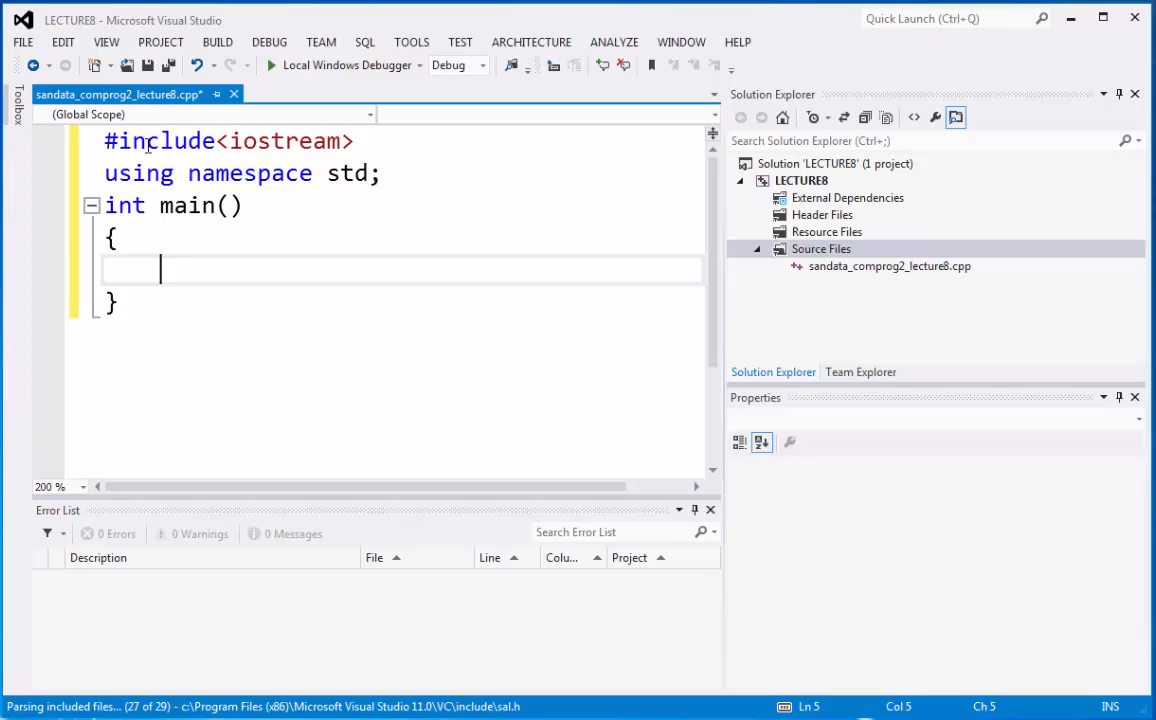 LECTURE8 - Microsoft Visual Studio
Quick Launch (Ctrl+Q)
FILE EDIT VIEW PROJECT BUILD DEBUG TEAM SQL TOOLS TEST ARCHITECTURE ANALYZE WINDOW HELP
Local Windows Debugger Debug
Toolbox
sandata_comprog2_lecture8.cpp*
(Global Scope)
#include<iostream>
using namespace std;
int main()
{
}
200 %
Error List
0 Errors 0 Warnings 0 Messages Search Error List
Description File Line Colu... Project
Solution Explorer
Search Solution Explorer (Ctrl+;)
Solution 'LECTURE8' (1 project)
LECTURE8
External Dependencies
Header Files
Resource Files
Source Files
sandata_comprog2_lecture8.cpp
Solution Explorer Team Explorer
Properties
Parsing included files... (27 of 29) - c:\Program Files (x86)\Microsoft Visual Studio 11.0\VC\include\sal.h Ln 5 Col 5 Ch 5 INS